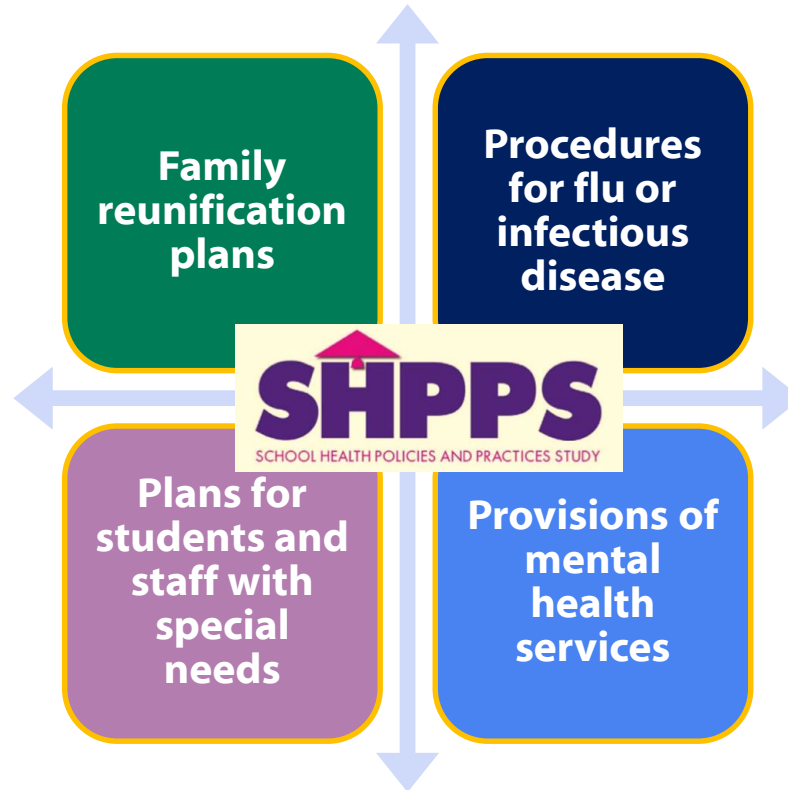 Family
reunification
plans
Procedures
for flu or
infectious
disease
SHPPS
SCHOOL HEALTH POLICIES AND PRACTICES STUDY
Plans for
students and
staff with
special
needs
Provisions of
mental
health
services